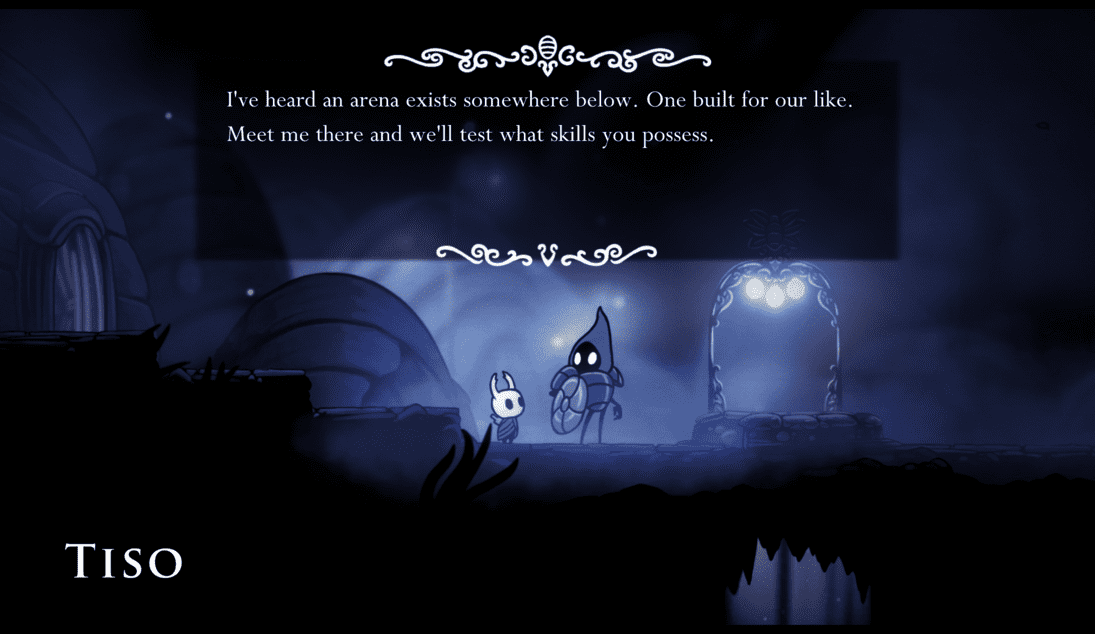 I've heard an arena exists somewhere below. One built for our like.
Meet me there and we'll test what skills you possess.
Tiso